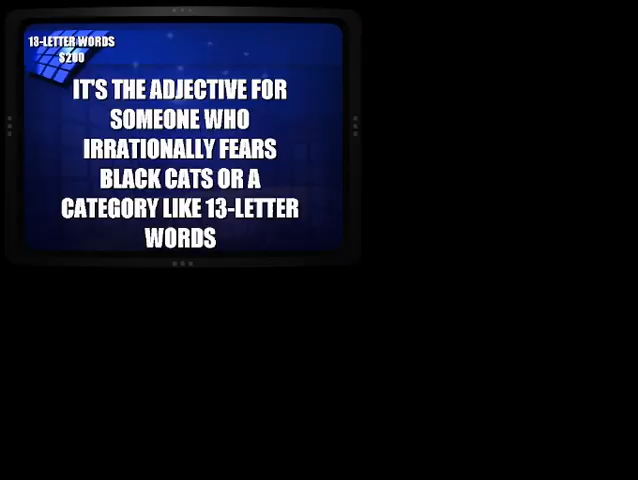 13-LETTER WORDS
$200
IT'S THE ADJECTIVE FOR
SOMEONE WHO
IRRATIONALLY FEARS
BLACK CATS OR A
CATEGORY LIKE 13-LETTER
WORDS